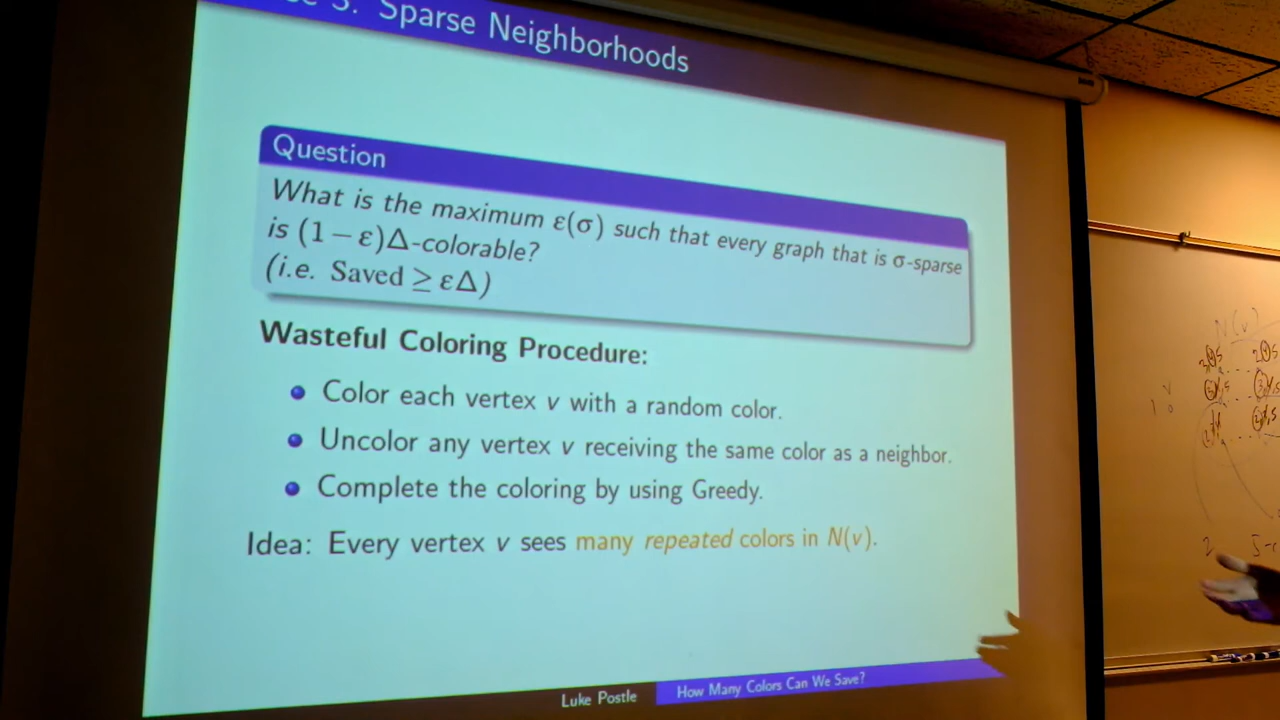 3: Sparse Neighborhoods
Question
What is the maximum ε(σ) such that every graph that is σ-sparse
is (1 − ε)Δ-colorable?
(i.e. Saved ≥ εΔ)
Wasteful Coloring Procedure:
Color each vertex v with a random color.
Uncolor any vertex v receiving the same color as a neighbor.
Complete the coloring by using Greedy.
Idea: Every vertex v sees many repeated colors in N(v).
Luke Postle
How Many Colors Can We Save?
N(v)